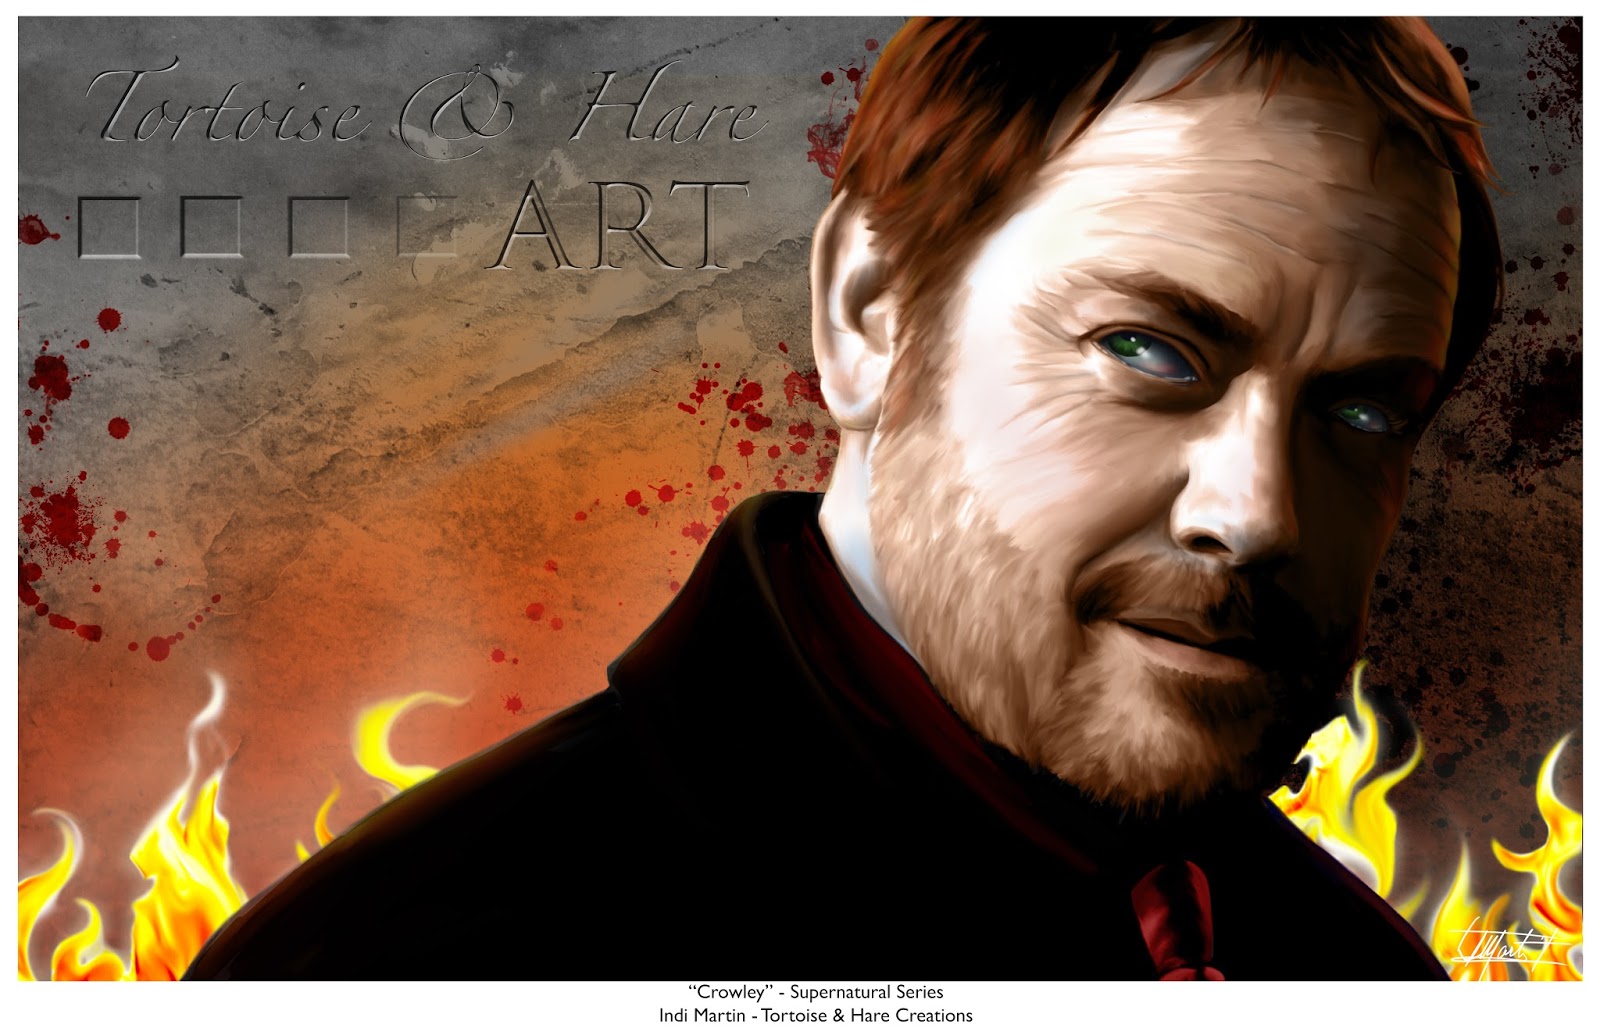 Tortoise & Hare
□□□□ART
“Crowley” - Supernatural Series
Indi Martin - Tortoise & Hare Creations